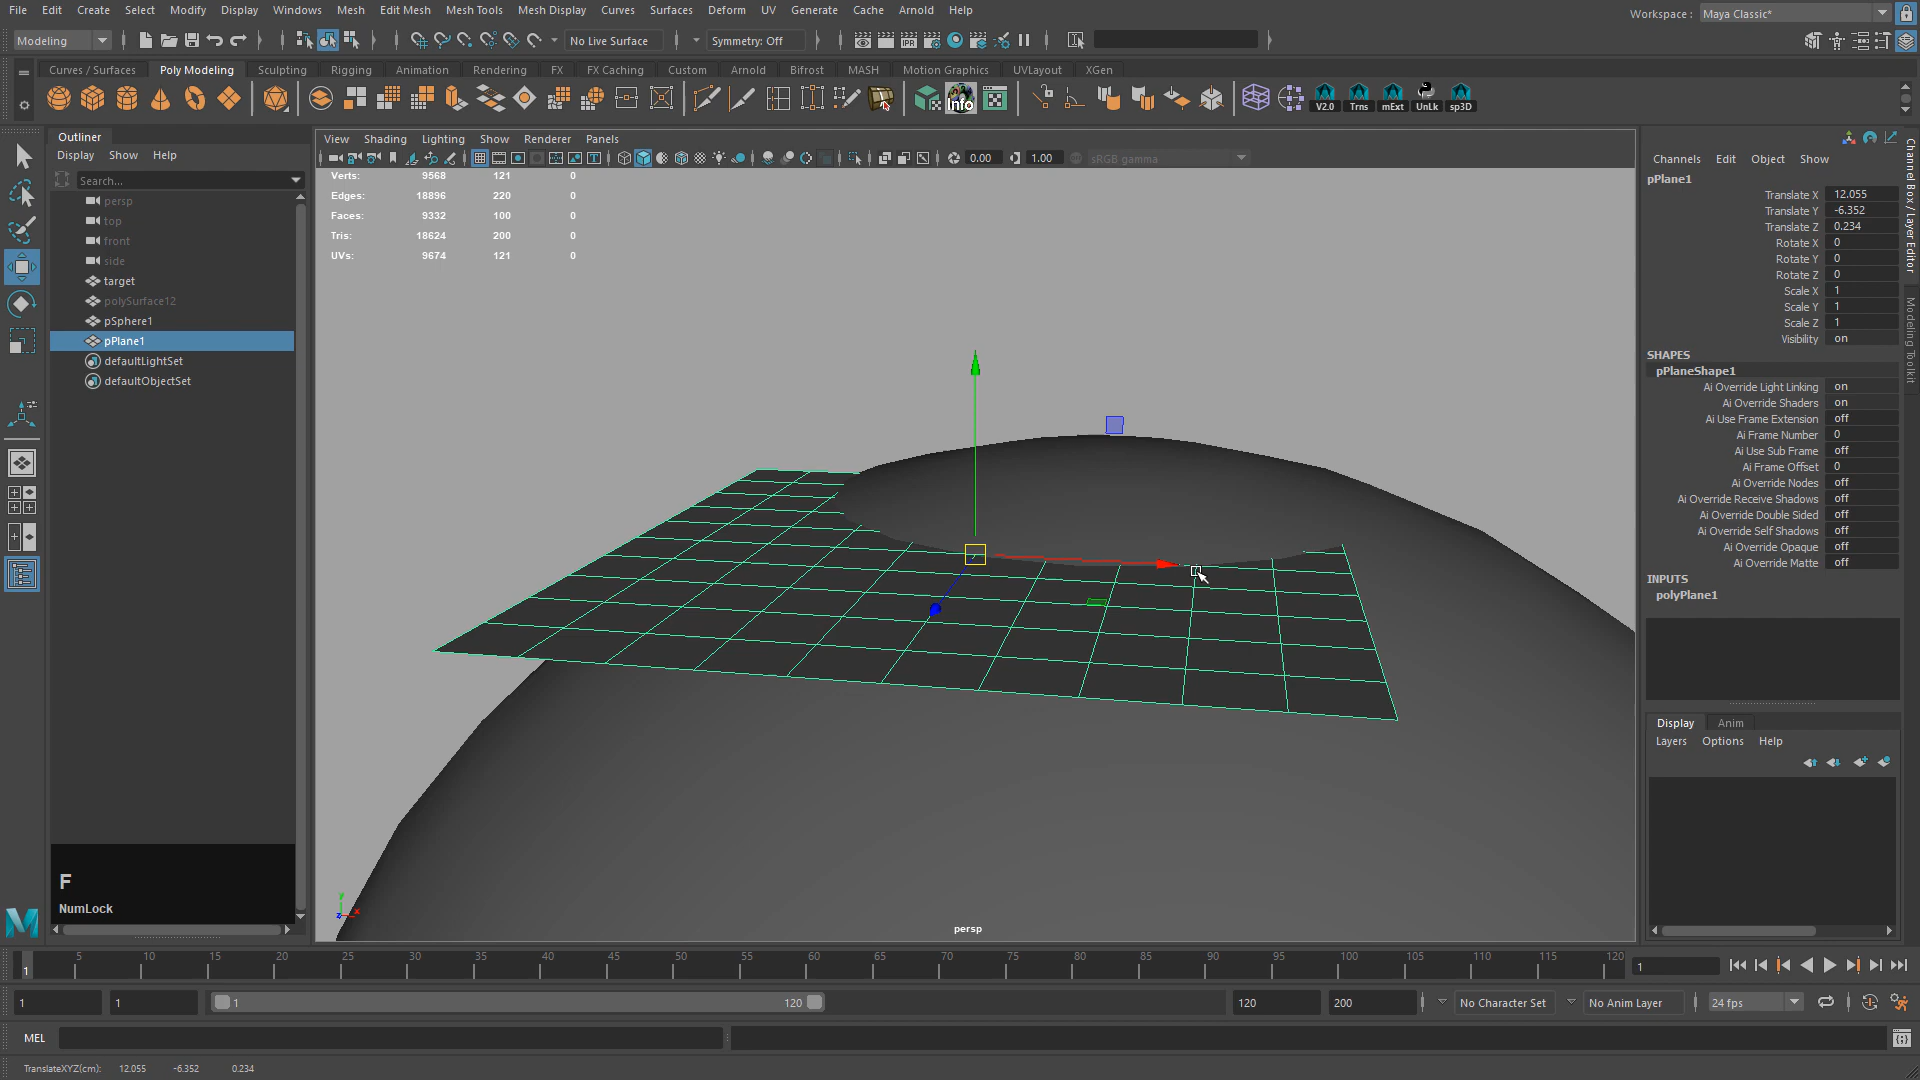 File Edit Create Select Modify Display Windows Mesh Edit Mesh Mesh Tools Mesh Display Curves Surfaces Deform UV Generate Cache Arnold Help
Workspace : Maya Classic*
Modeling
No Live Surface
Symmetry: Off
Curves / Surfaces Poly Modeling Sculpting Rigging Animation Rendering FX FX Caching Custom Arnold Bifrost MASH Motion Graphics UVLayout XGen
Info
V2.0 Trns mExt UnLk sp3D
Outliner
Display Show Help
Search...
persp
top
front
side
target
polySurface12
pSphere1
pPlane1
defaultLightSet
defaultObjectSet
F
NumLock
View Shading Lighting Show Renderer Panels
0.00 1.00 sRGB gamma
Verts: 9568 121 0
Edges: 18896 220 0
Faces: 9332 100 0
Tris: 18624 200 0
UVs: 9674 121 0
y
z x
persp
Channels Edit Object Show
pPlane1
Translate X 12.055
Translate Y -6.352
Translate Z 0.234
Rotate X 0
Rotate Y 0
Rotate Z 0
Scale X 1
Scale Y 1
Scale Z 1
Visibility on
SHAPES
pPlaneShape1
Ai Override Light Linking on
Ai Override Shaders on
Ai Use Frame Extension off
Ai Frame Number 0
Ai Use Sub Frame off
Ai Frame Offset 0
Ai Override Nodes off
Ai Override Receive Shadows off
Ai Override Double Sided off
Ai Override Self Shadows off
Ai Override Opaque off
Ai Override Matte off
INPUTS
polyPlane1
Display Anim
Layers Options Help
Channel Box / Layer Editor
Modeling Toolkit
5 10 15 20 25 30 35 40 45 50 55 60 65 70 75 80 85 90 95 100 105 110 115 120
1
1
1 1 1 120 120 200 No Character Set No Anim Layer 24 fps
MEL
TranslateXYZ(cm): 12.055 -6.352 0.234